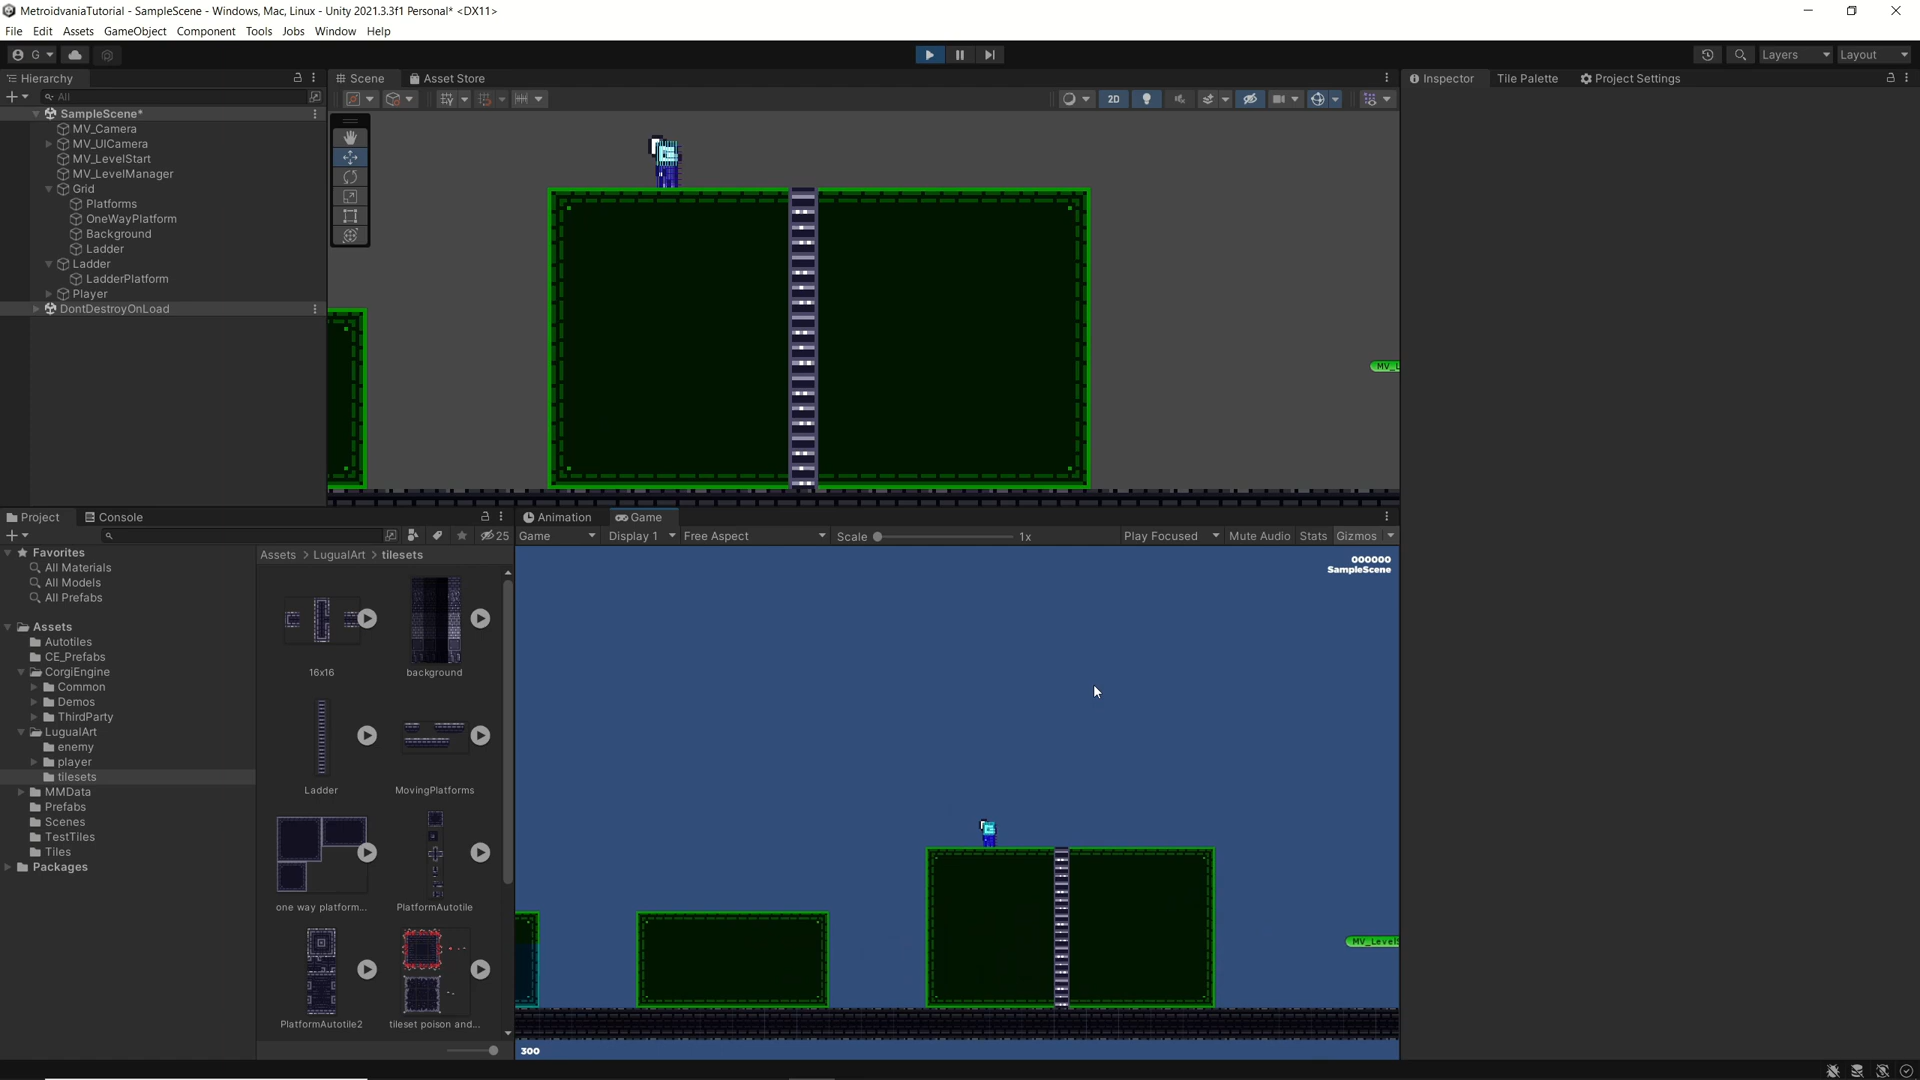 MetroidvaniaTutorial - SampleScene - Windows, Mac, Linux - Unity 2021.3.3f1 Personal* <DX11>
File Edit Assets GameObject Component Tools Jobs Window Help
G
Layers
Layout
Hierarchy
All
SampleScene*
MV_Camera
MV_UICamera
MV_LevelStart
MV_LevelManager
Grid
Platforms
OneWayPlatform
Background
Ladder
Ladder
LadderPlatform
Player
DontDestroyOnLoad
Scene
Asset Store
2D
MV_L
Inspector
Tile Palette
Project Settings
Project
Console
25
Favorites
All Materials
All Models
All Prefabs
Assets
Autotiles
CE_Prefabs
CorgiEngine
Common
Demos
ThirdParty
LugualArt
enemy
player
tilesets
MMData
Prefabs
Scenes
TestTiles
Tiles
Packages
Assets > LugualArt > tilesets
16x16
background
Ladder
MovingPlatforms
one way platform...
PlatformAutotile
PlatformAutotile2
tileset poison and...
Animation
Game
Game
Display 1
Free Aspect
Scale
1x
Play Focused
Mute Audio
Stats
Gizmos
000000
SampleScene
MV_LevelS
300